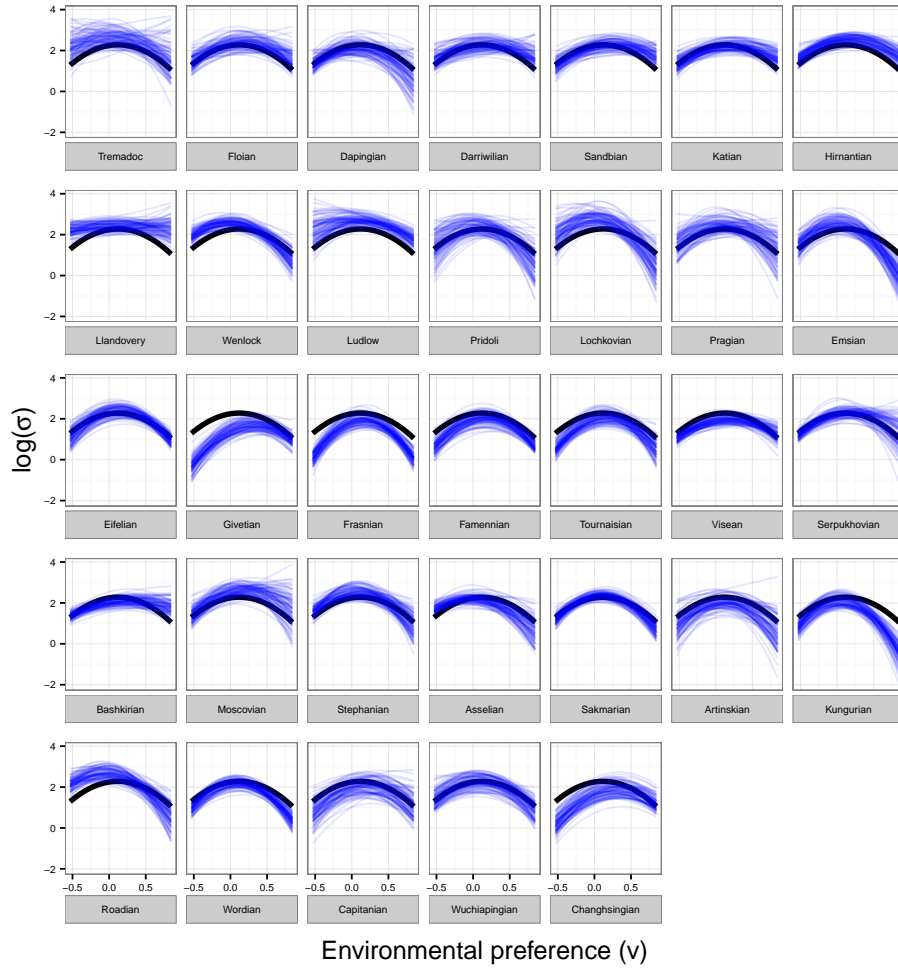 4
2
0
−2
Tremadoc Floian Dapingian Darriwilian Sandbian Katian Hirnantian
4
2
0
−2
Llandovery Wenlock Ludlow Pridoli Lochkovian Pragian Emsian
4
2
0
−2
Eifelian Givetian Frasnian Famennian Tournaisian Visean Serpukhovian
4
2
0
−2
Bashkirian Moscovian Stephanian Asselian Sakmarian Artinskian Kungurian
4
2
0
−2
−0.5 0.0 0.5 −0.5 0.0 0.5 −0.5 0.0 0.5 −0.5 0.0 0.5 −0.5 0.0 0.5
Roadian Wordian Capitanian Wuchiapingian Changhsingian
log(σ)
Environmental preference (v)